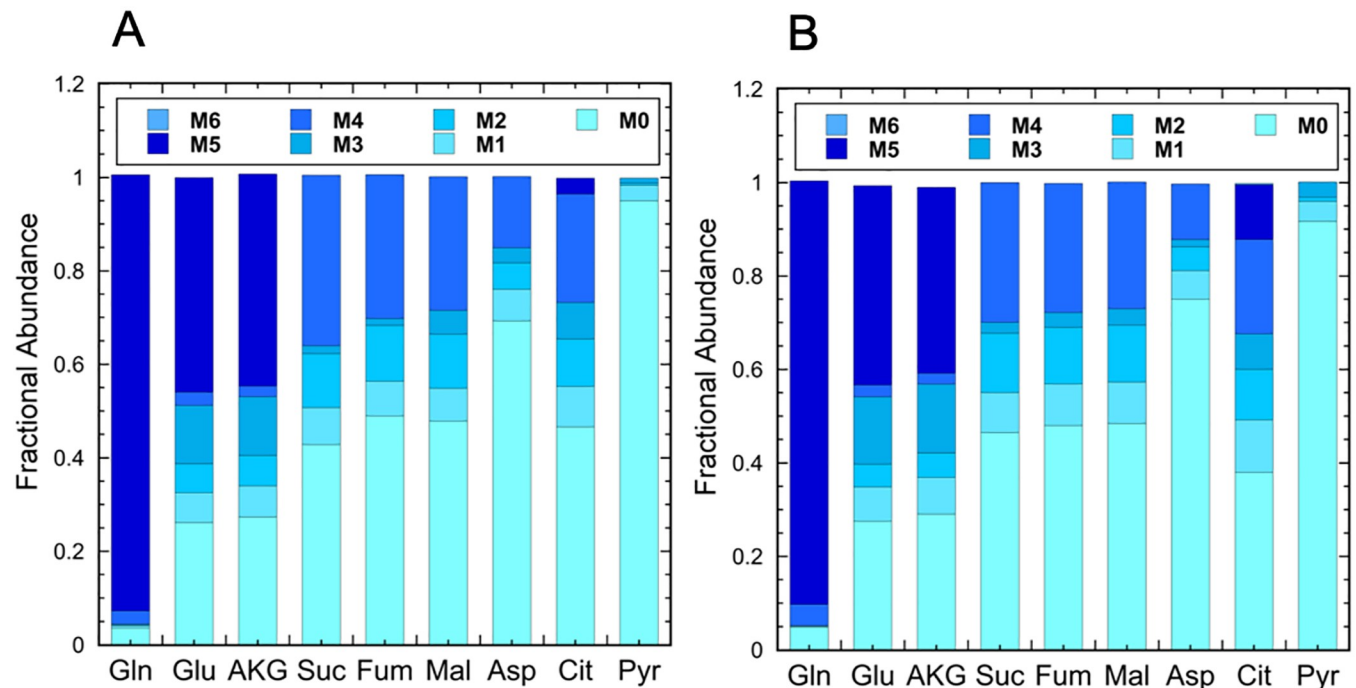 A
Fractional Abundance
1.2
1
0.8
0.6
0.4
0.2
0
M6 M4 M2 M0
M5 M3 M1
Gln Glu AKG Suc Fum Mal Asp Cit Pyr
B
Fractional Abundance
1.2
1
0.8
0.6
0.4
0.2
0
M6 M4 M2 M0
M5 M3 M1
Gln Glu AKG Suc Fum Mal Asp Cit Pyr